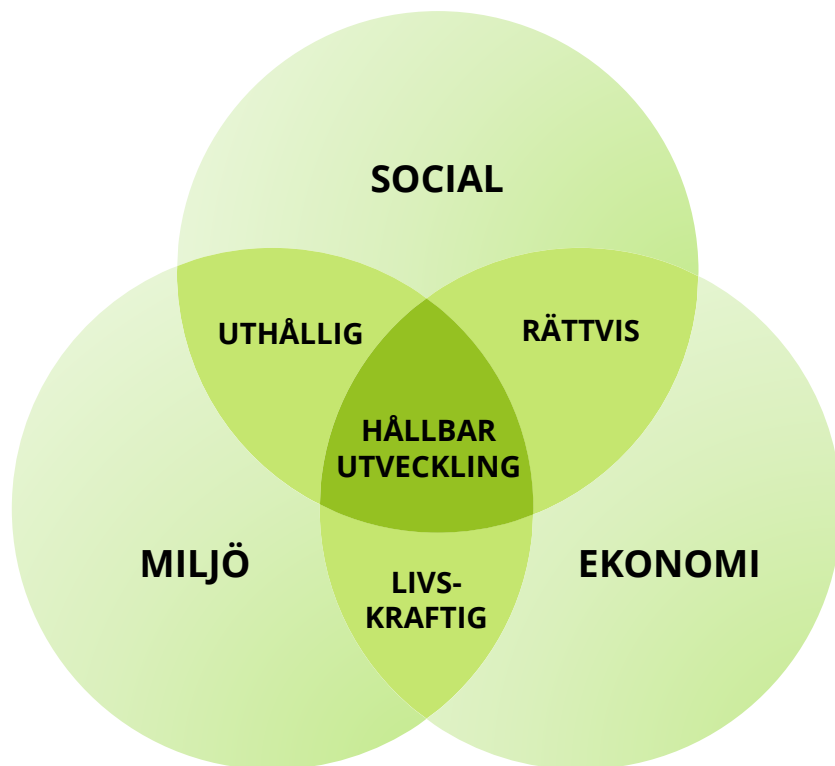 SOCIAL
UTHÅLLIG
RÄTTVIS
HÅLLBAR
UTVECKLING
MILJÖ
EKONOMI
LIVS-
KRAFTIG